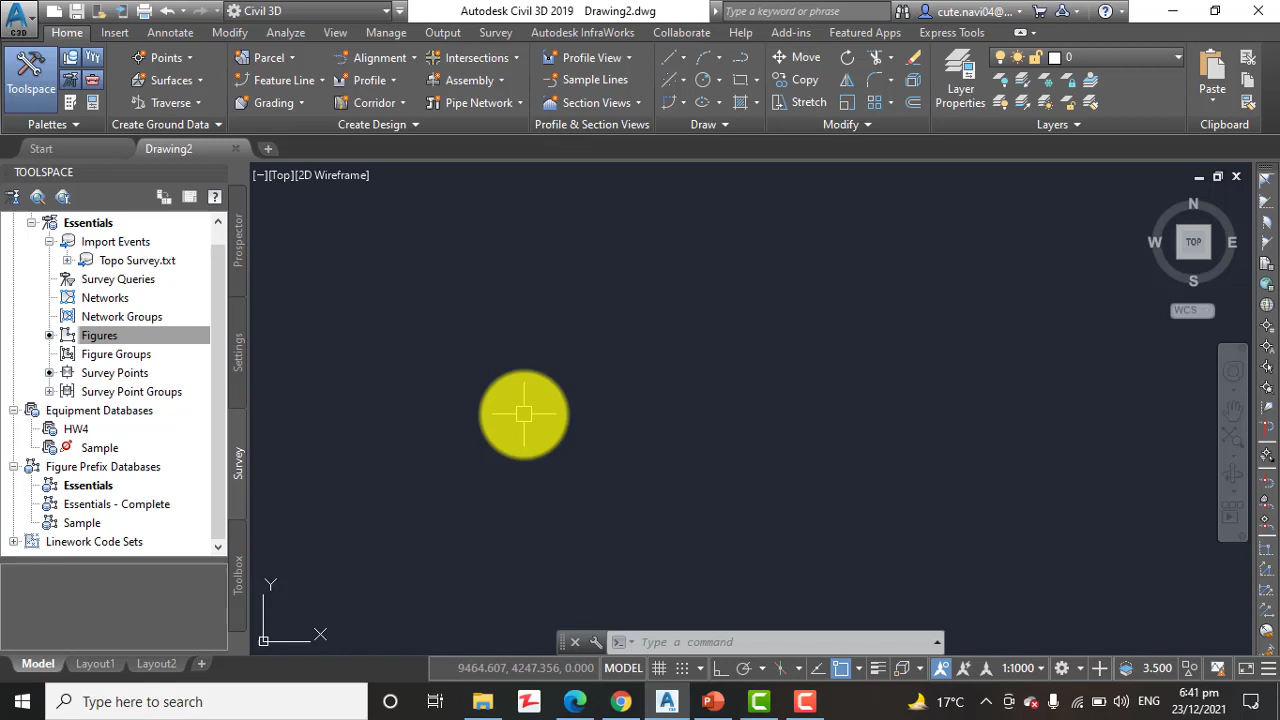 C3D
Civil 3D
Autodesk Civil 3D 2019 Drawing2.dwg
Type a keyword or phrase
cute.navi04@...
Home Insert Annotate Modify Analyze View Manage Output Survey Autodesk InfraWorks Collaborate Help Add-ins Featured Apps Express Tools
Points Parcel Alignment Intersections Profile View Move 0
Toolspace Surfaces Feature Line Profile Assembly Sample Lines Copy Layer Properties Paste
Traverse Grading Corridor Pipe Network Section Views Stretch
Palettes Create Ground Data Create Design Profile & Section Views Draw Modify Layers Clipboard
Start Drawing2
TOOLSPACE
[−][Top][2D Wireframe]
Essentials
Import Events
Topo Survey.txt
Survey Queries
Networks
Network Groups
Figures
Figure Groups
Survey Points
Survey Point Groups
Equipment Databases
HW4
Sample
Figure Prefix Databases
Essentials
Essentials - Complete
Sample
Linework Code Sets
Prospector
Settings
Survey
Toolbox
N
W TOP E
S
WCS
Y
X
Type a command
Model Layout1 Layout2
9464.607, 4247.356, 0.000 MODEL 1:1000 3.500
Type here to search
17°C ENG 6:41 pm
23/12/2021